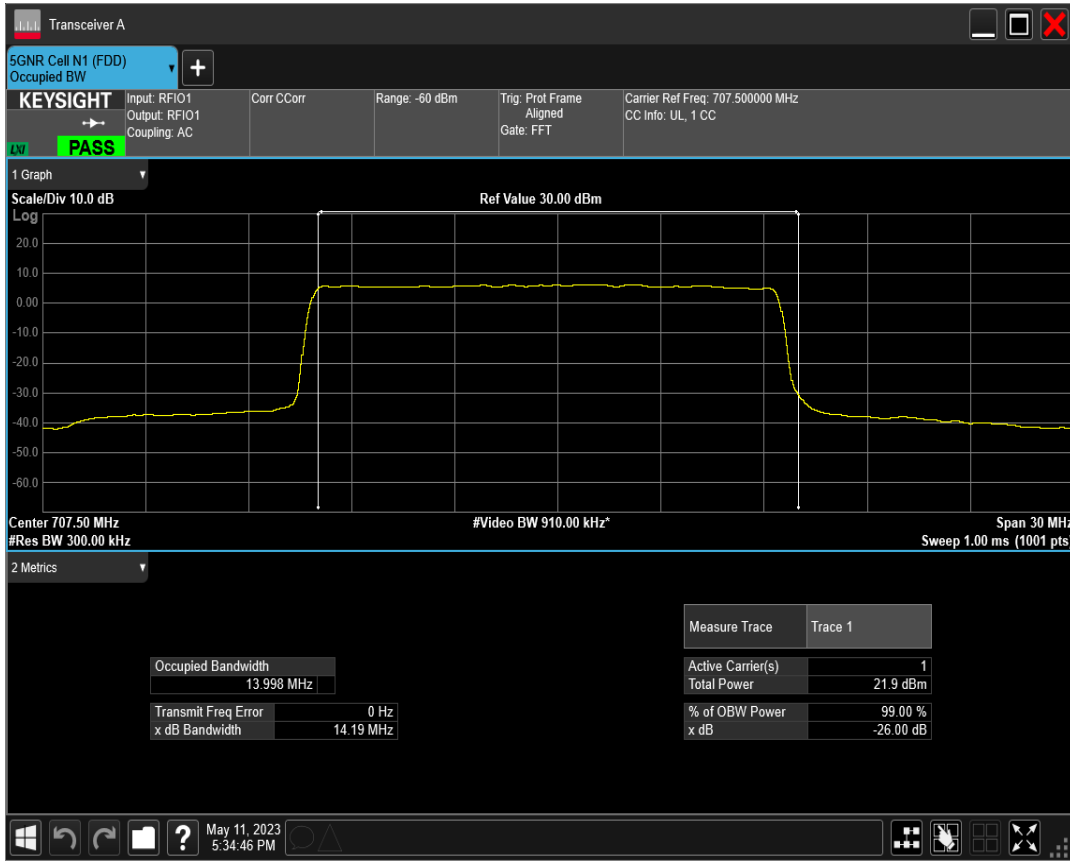 Transceiver A
5GNR Cell N1 (FDD)
Occupied BW
+
KEYSIGHT
LXI
PASS
Input: RFIO1
Output: RFIO1
Coupling: AC
Corr CCorr
Range: -60 dBm
Trig: Prot Frame
Aligned
Gate: FFT
Carrier Ref Freq: 707.500000 MHz
CC Info: UL, 1 CC
1 Graph
Scale/Div 10.0 dB
Ref Value 30.00 dBm
Log
20.0
10.0
0.00
-10.0
-20.0
-30.0
-40.0
-50.0
-60.0
Center 707.50 MHz
#Video BW 910.00 kHz*
Span 30 MHz
#Res BW 300.00 kHz
Sweep 1.00 ms (1001 pts)
2 Metrics
Measure Trace Trace 1
Occupied Bandwidth
13.998 MHz
Active Carrier(s) 1
Total Power 21.9 dBm
Transmit Freq Error 0 Hz
x dB Bandwidth 14.19 MHz
% of OBW Power 99.00 %
x dB -26.00 dB
?
May 11, 2023
5:34:46 PM